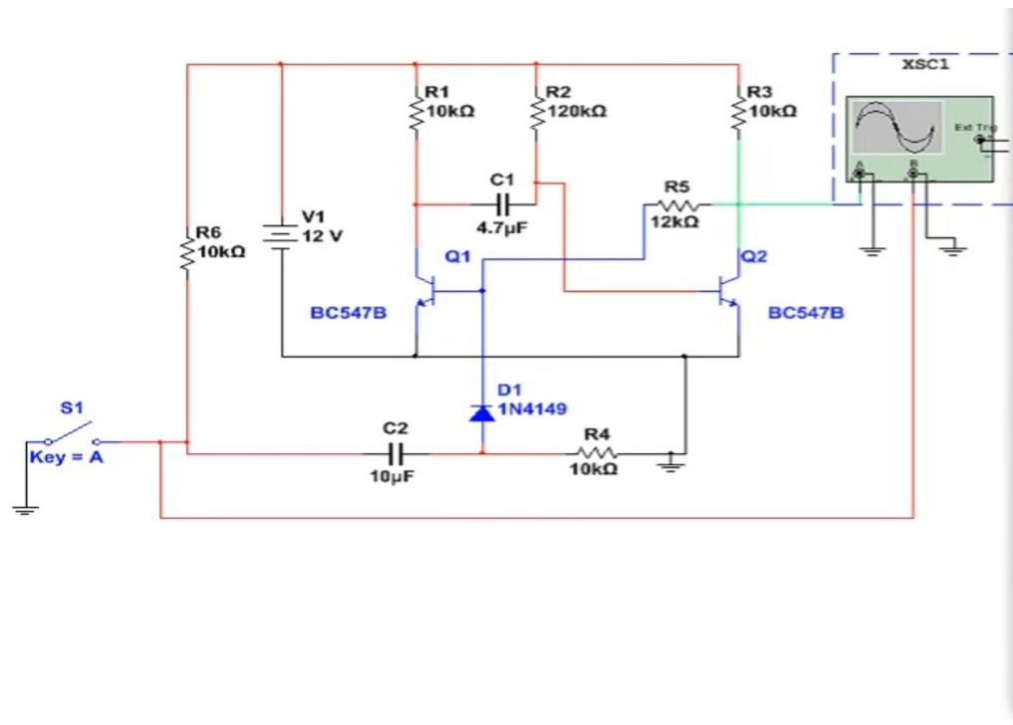 XSC1
R1
10kΩ
R2
120kΩ
R3
10kΩ
Ext Trig
A
B
C1
4.7µF
R5
12kΩ
V1
12 V
R6
10kΩ
Q1
Q2
BC547B
BC547B
D1
1N4149
S1
Key = A
C2
10µF
R4
10kΩ